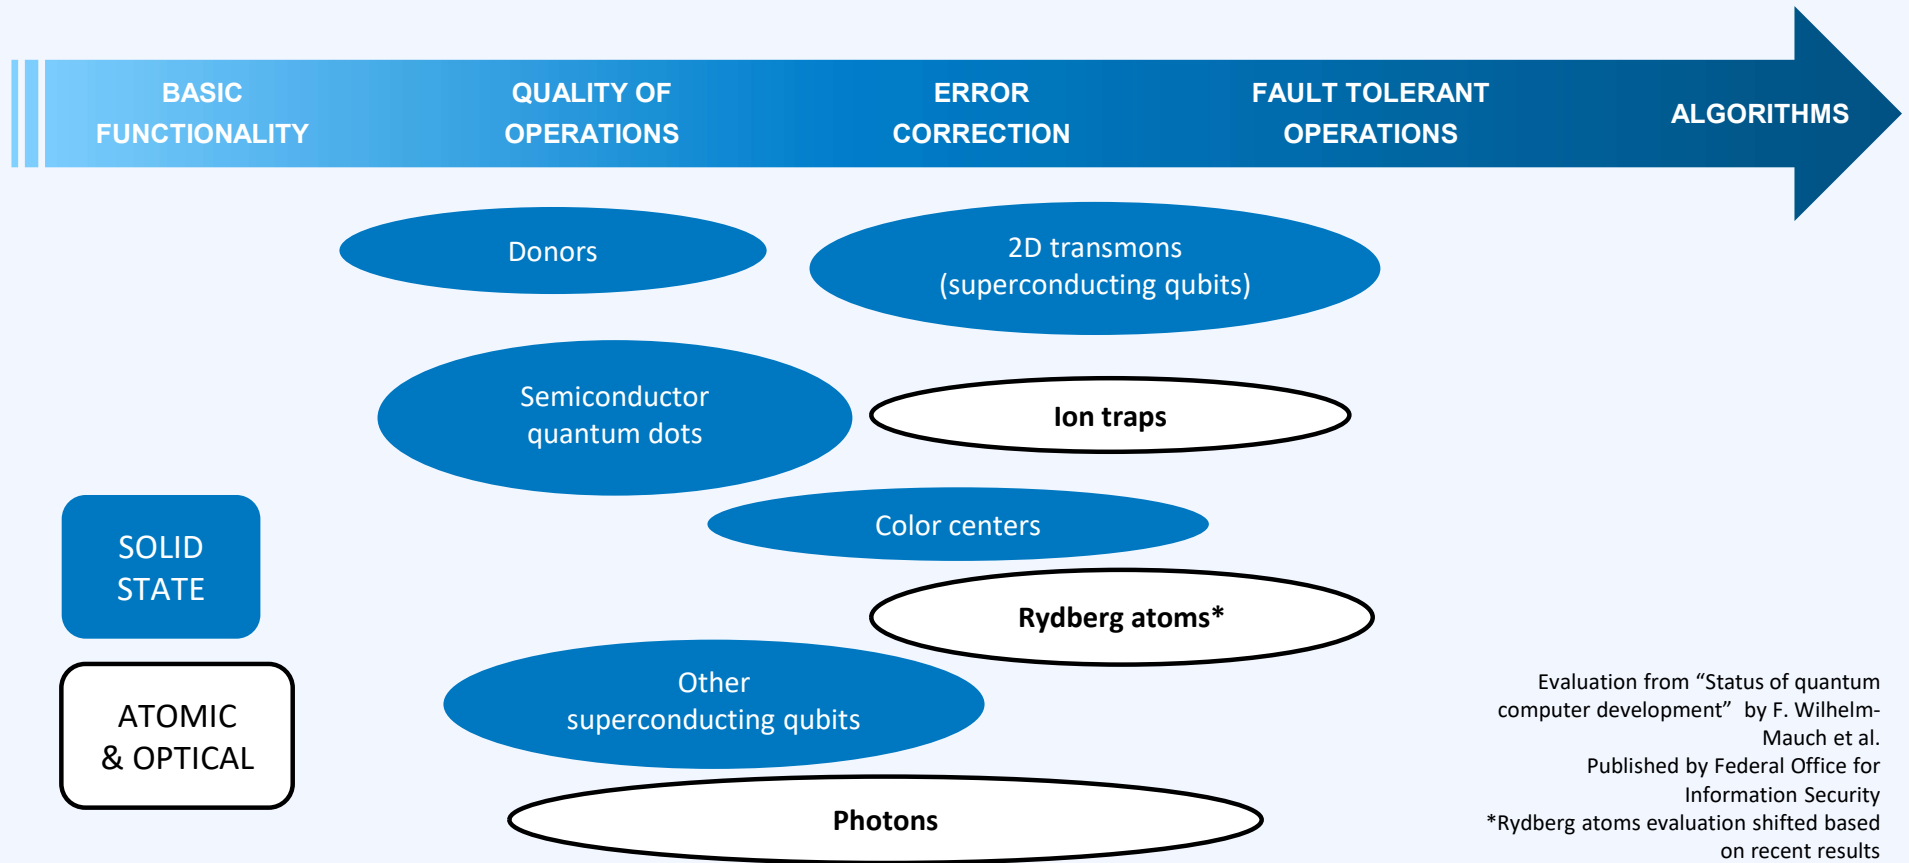 BASIC
FUNCTIONALITY
QUALITY OF
OPERATIONS
ERROR
CORRECTION
FAULT TOLERANT
OPERATIONS
ALGORITHMS
Donors
2D transmons
(superconducting qubits)
Semiconductor
quantum dots
Ion traps
Color centers
SOLID
STATE
Rydberg atoms*
Other
superconducting qubits
ATOMIC
& OPTICAL
Photons
Evaluation from “Status of quantum
computer development” by F. Wilhelm-
Mauch et al.
Published by Federal Office for
Information Security
*Rydberg atoms evaluation shifted based
on recent results